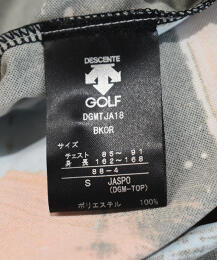 DESCENTE
GOLF
DGMTJA18
BKOR
サイズ
チェスト 85~ 91
身 長 162~168
88-4
S JASPO
(DGM-TOP)
ポリエステル 100%